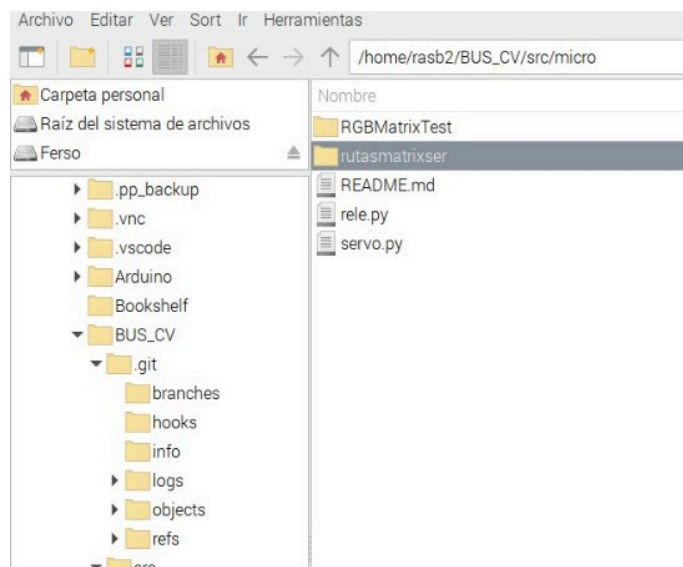 Archivo Editar Ver Sort Ir Herramientas
/home/rasb2/BUS_CV/src/micro
Carpeta personal
Raíz del sistema de archivos
Ferso
.pp_backup
.vnc
.vscode
Arduino
Bookshelf
BUS_CV
.git
branches
hooks
info
logs
objects
refs
src
Nombre
RGBMatrixTest
rutasmatrixser
README.md
rele.py
servo.py